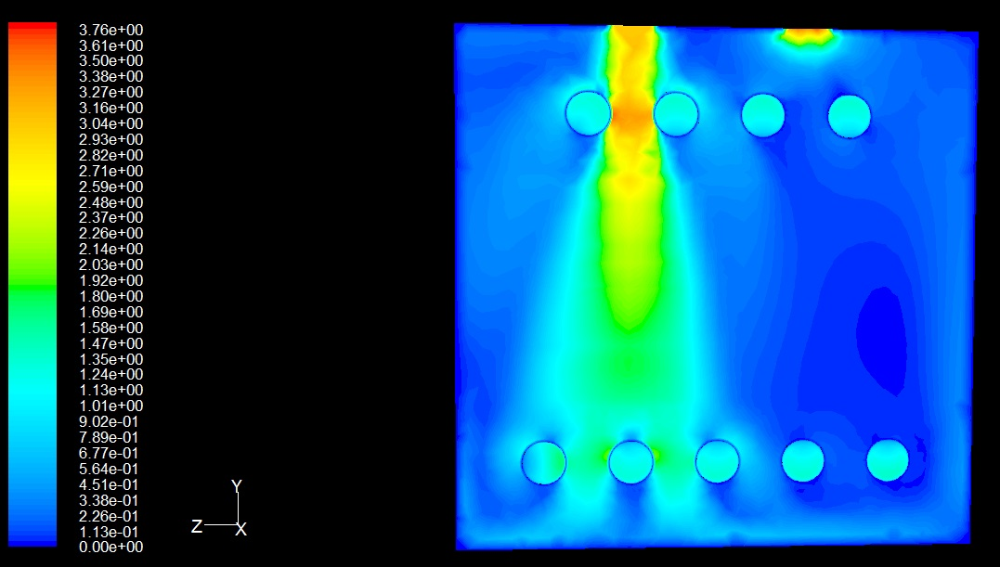 3.76e+00
3.61e+00
3.50e+00
3.38e+00
3.27e+00
3.16e+00
3.04e+00
2.93e+00
2.82e+00
2.71e+00
2.59e+00
2.48e+00
2.37e+00
2.26e+00
2.14e+00
2.03e+00
1.92e+00
1.80e+00
1.69e+00
1.58e+00
1.47e+00
1.35e+00
1.24e+00
1.13e+00
1.01e+00
9.02e-01
7.89e-01
6.77e-01
5.64e-01
4.51e-01
3.38e-01
2.26e-01
1.13e-01
0.00e+00
Y
Z X